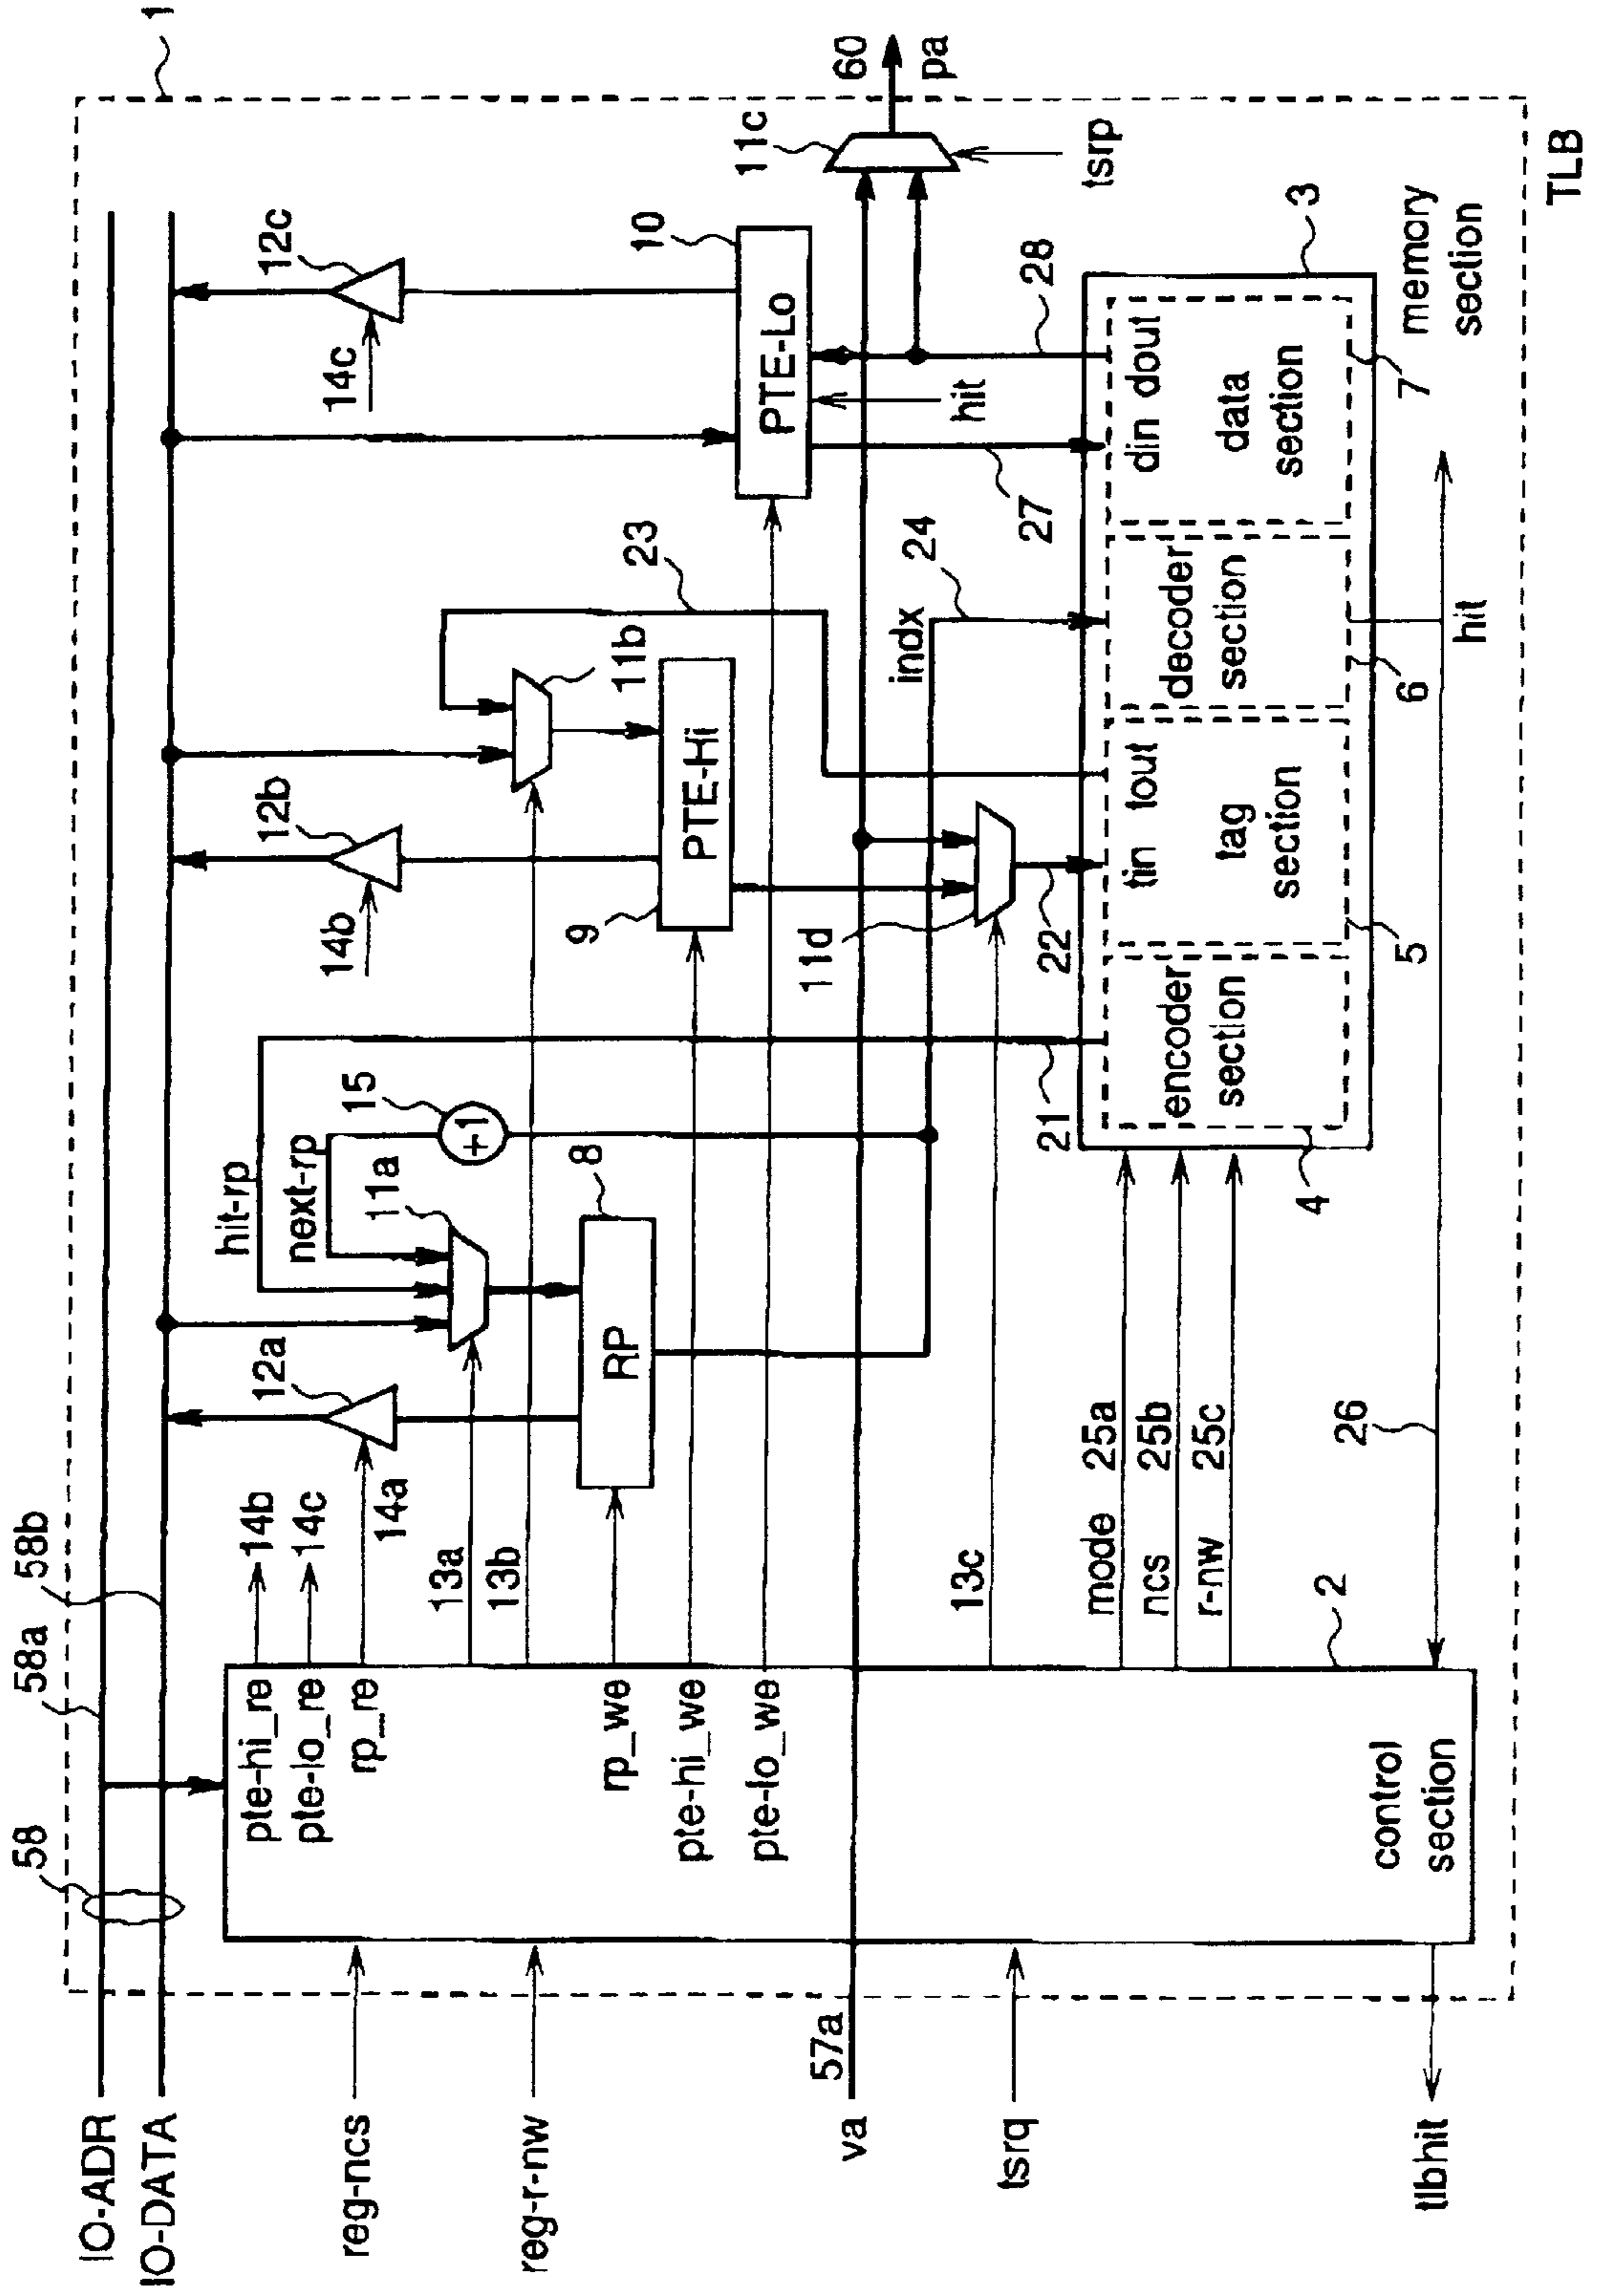 1
58
58a
58b
IO-ADR
IO-DATA
reg-ncs
reg-r-nw
va
57a
tsrq
tlbhit
pte-hi_re
14b
pte-lo_re
14c
rp_re
14a
13a
13b
rp_we
pte-hi_we
pte-lo_we
13c
mode 25a
ncs 25b
r-nw 25c
control
section
2
26
12a
hit-rp
next-rp
11a
15
+1
8
RP
14b
12b
11b
23
9
PTE-Hi
11d
22
21
indx
24
14c
12c
10
PTE-Lo
hit
27
28
11c
60
pa
tsrp
encoder
section
4
tin tout
tag
section
5
decoder
section
6
din dout
data
section
7
3
memory
section
hit
TLB